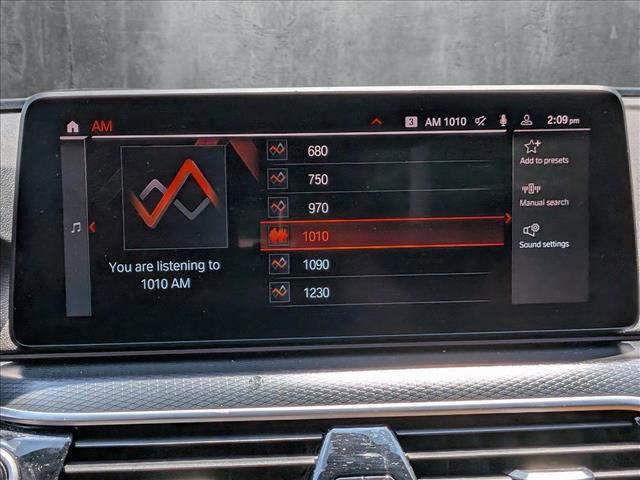 AM
3 AM 1010 2:09 pm
680
750
970
1010
1090
1230
You are listening to
1010 AM
Add to presets
Manual search
Sound settings